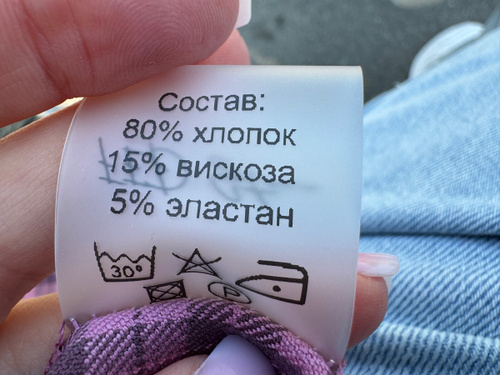 Состав:
80% хлопок
15% вискоза
5% эластан
30°
P